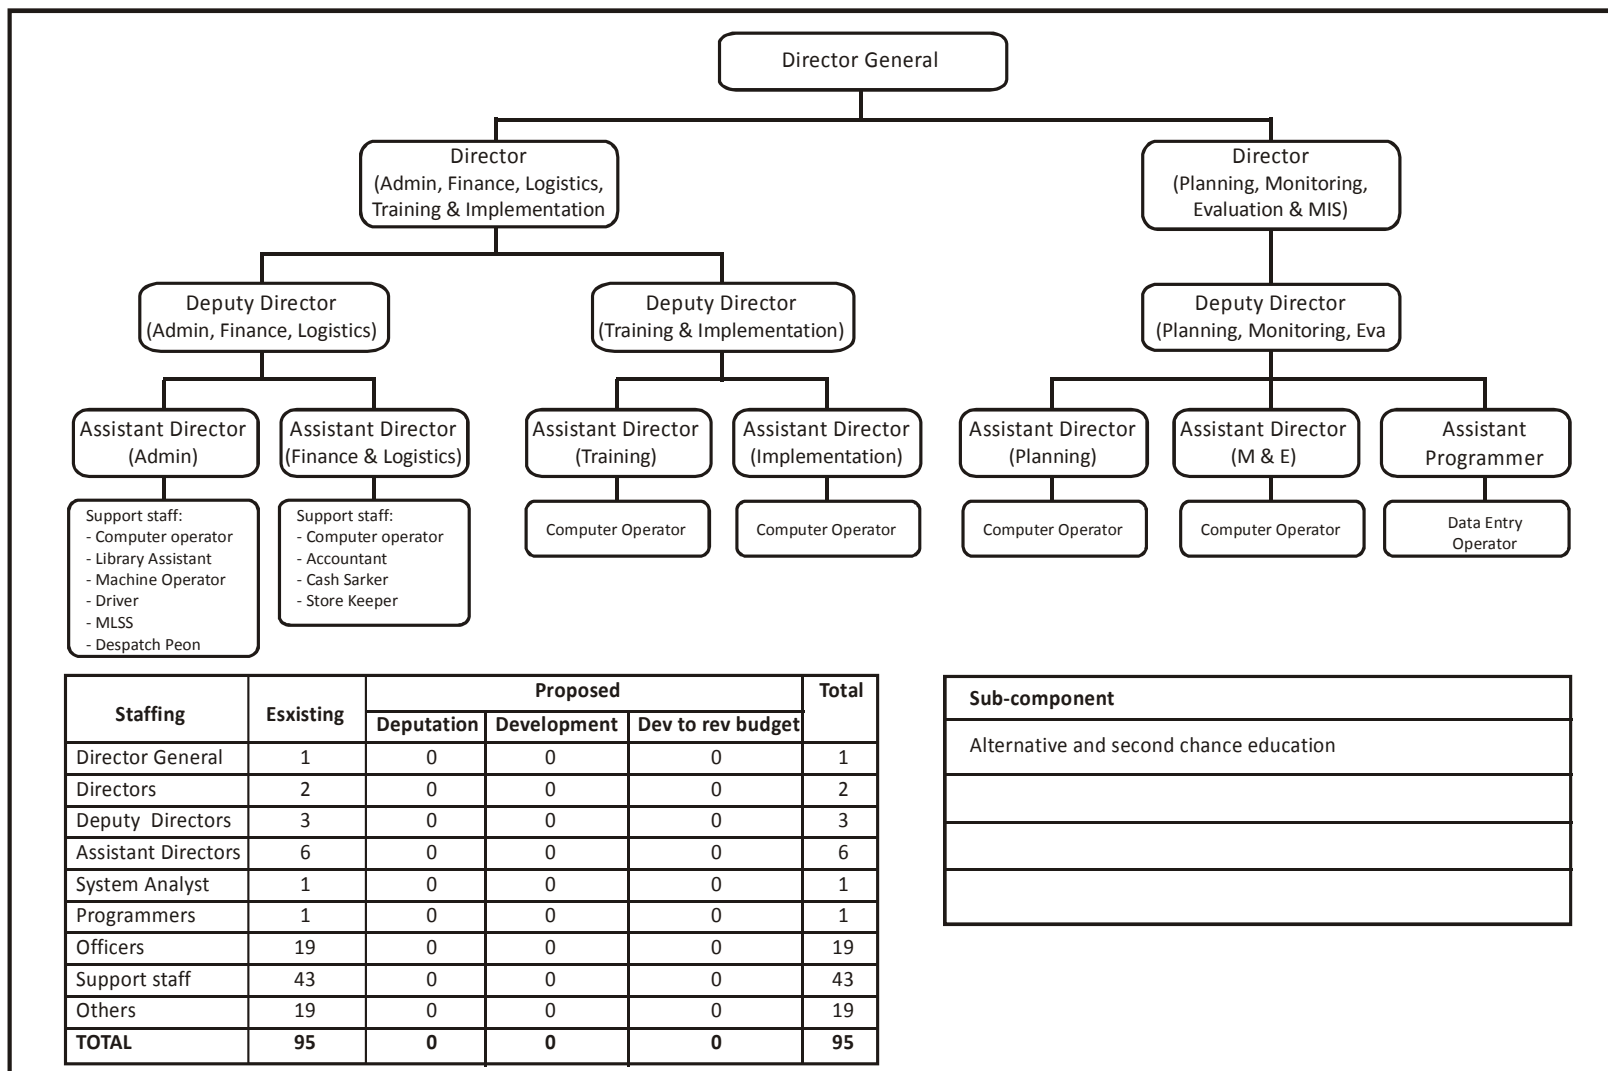 Director General
Director
(Admin, Finance, Logistics,
Training & Implementation
Director
(Planning, Monitoring,
Evaluation & MIS)
Deputy Director
(Admin, Finance, Logistics)
Deputy Director
(Training & Implementation)
Deputy Director
(Planning, Monitoring, Eva
Assistant Director
(Admin)
Assistant Director
(Finance & Logistics)
Assistant Director
(Training)
Assistant Director
(Implementation)
Assistant Director
(Planning)
Assistant Director
(M & E)
Assistant
Programmer
Support staff:
- Computer operator
- Library Assistant
- Machine Operator
- Driver
- MLSS
- Despatch Peon
Support staff:
- Computer operator
- Accountant
- Cash Sarker
- Store Keeper
Computer Operator
Computer Operator
Computer Operator
Computer Operator
Data Entry
Operator
Staffing Esxisting Proposed Total
Deputation Development Dev to rev budget
Director General 1 0 0 0 1
Directors 2 0 0 0 2
Deputy Directors 3 0 0 0 3
Assistant Directors 6 0 0 0 6
System Analyst 1 0 0 0 1
Programmers 1 0 0 0 1
Officers 19 0 0 0 19
Support staff 43 0 0 0 43
Others 19 0 0 0 19
TOTAL 95 0 0 0 95
Sub-component
Alternative and second chance education